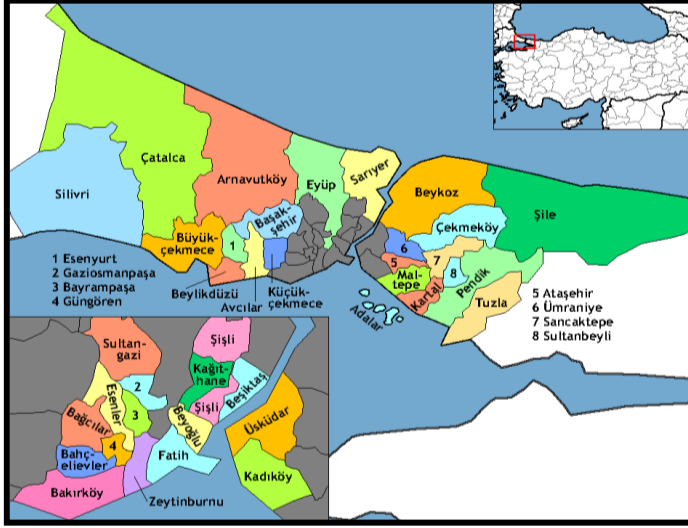 Çatalca
Silivri
Arnavutköy
Eyüp
Sarıyer
Başak-
şehir
Büyük-
çekmece
1
Beylikdüzü
Avcılar
Küçük-
çekmece
1 Esenyurt
2 Gaziosmanpaşa
3 Bayrampaşa
4 Güngören
Beykoz
Şile
Çekmeköy
6
5
7
8
Mal-
tepe
Kartal
Pendik
Tuzla
Adalar
5 Ataşehir
6 Ümraniye
7 Sancaktepe
8 Sultanbeyli
Sultan-
gazi
Şişli
Kağıt-
hane
Beşiktaş
Şişli
2
Esenler
3
Beyoğlu
Bağcılar
4
Bahç-
elievler
Fatih
Üsküdar
Kadıköy
Bakırköy
Zeytinburnu